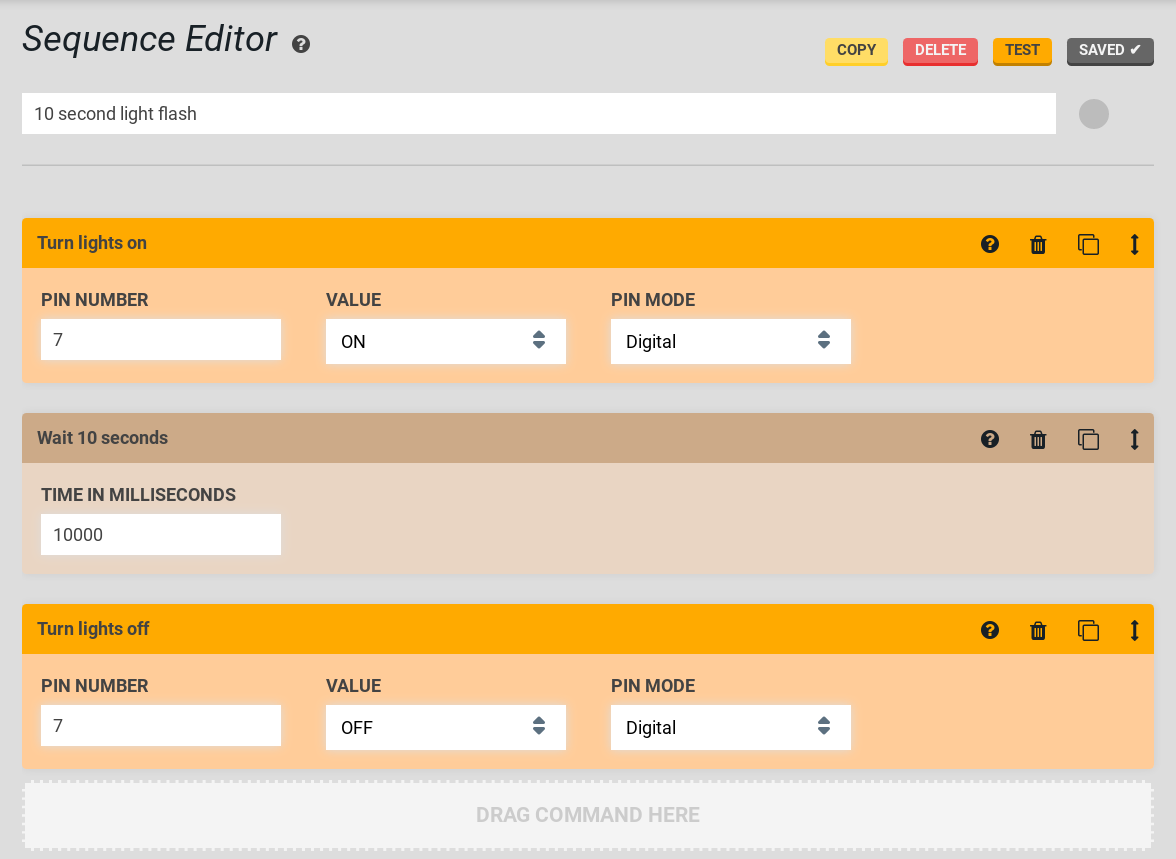 Sequence Editor ?
COPY DELETE TEST SAVED ✔
10 second light flash
Turn lights on ?
PIN NUMBER VALUE PIN MODE
7 ON Digital
Wait 10 seconds ?
TIME IN MILLISECONDS
10000
Turn lights off ?
PIN NUMBER VALUE PIN MODE
7 OFF Digital
DRAG COMMAND HERE